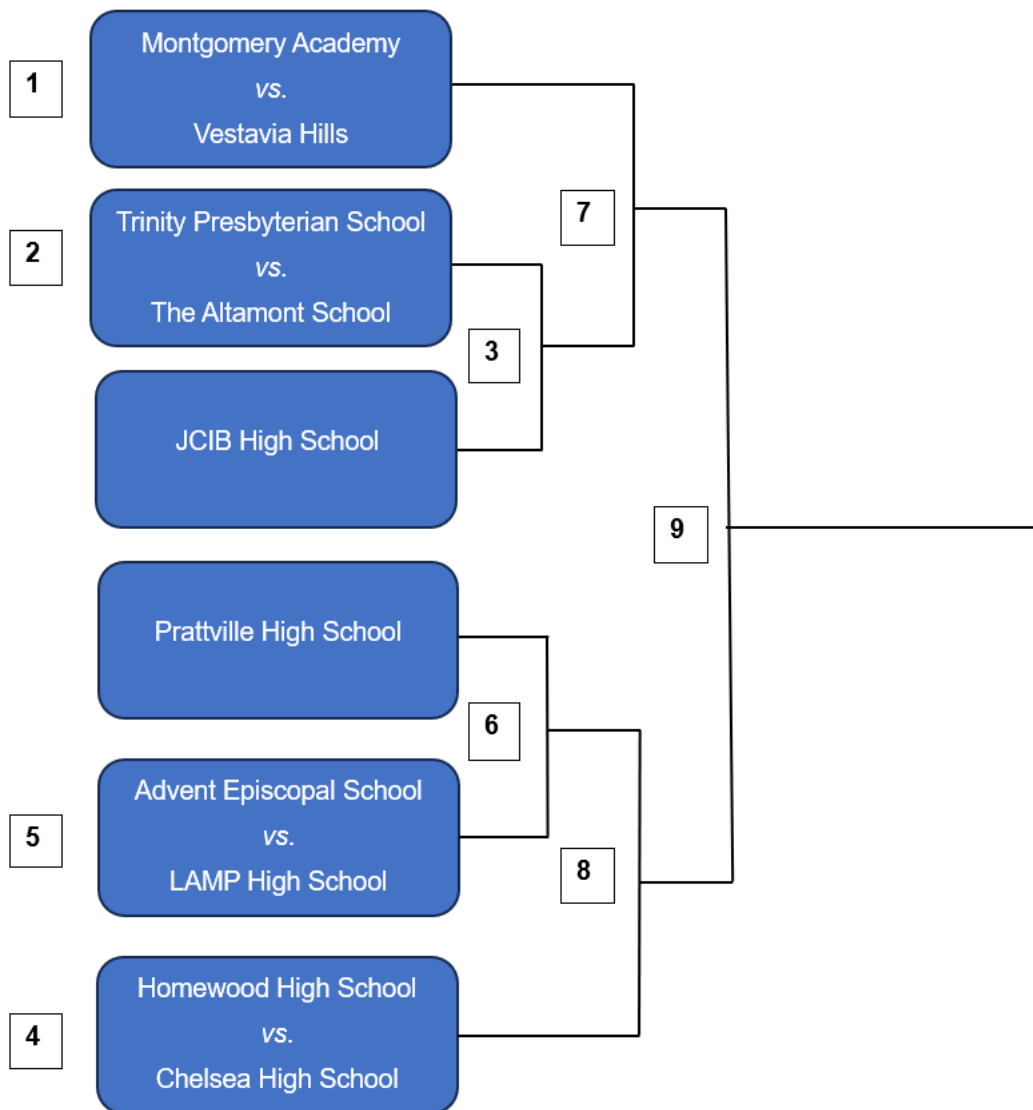 1
Montgomery Academy
vs.
Vestavia Hills
2
Trinity Presbyterian School
vs.
The Altamont School
7
3
JCIB High School
9
Prattville High School
6
5
Advent Episcopal School
vs.
LAMP High School
8
4
Homewood High School
vs.
Chelsea High School